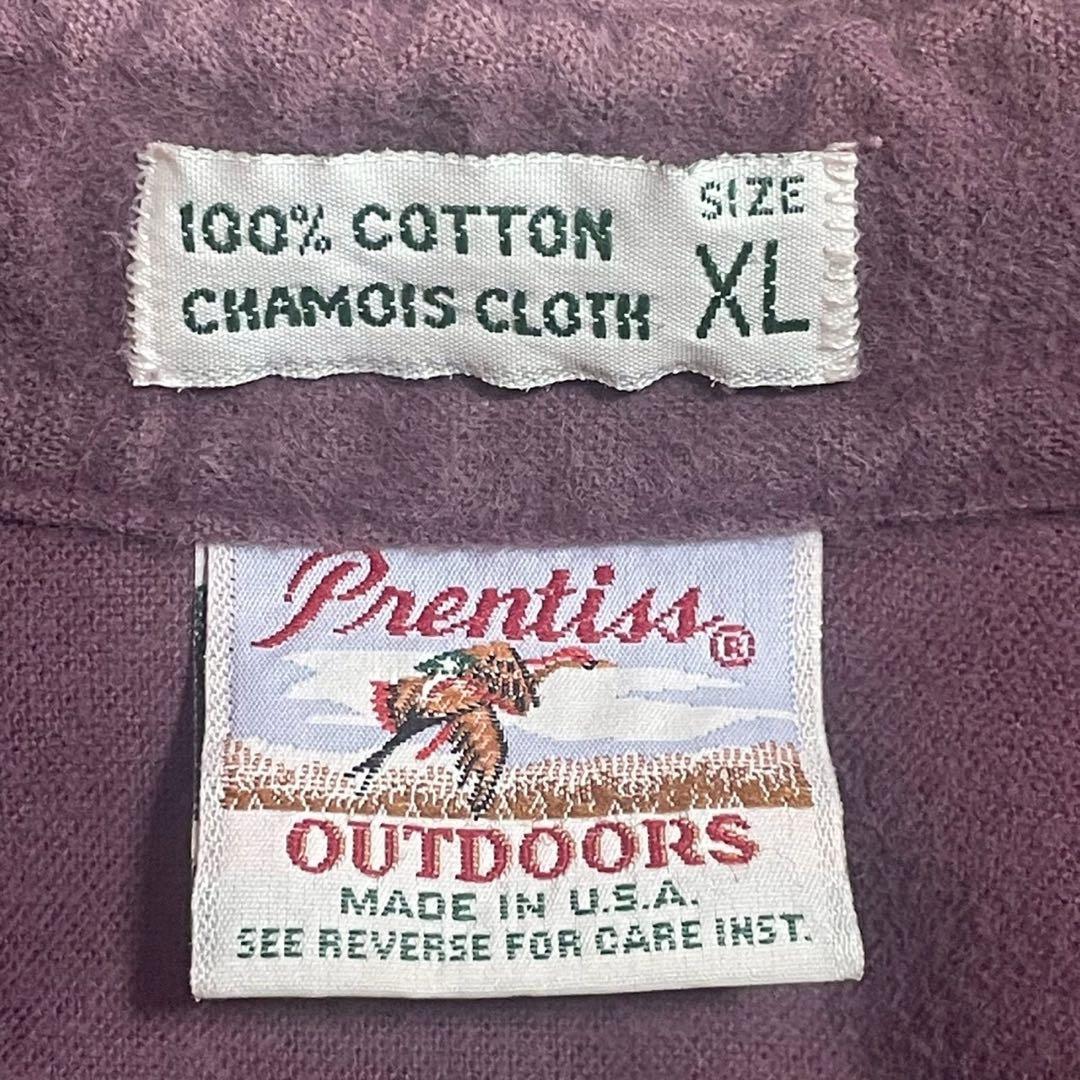 100% COTTON
CHAMOIS CLOTH
SIZE
XL
Prentiss®
OUTDOORS
MADE IN U.S.A.
SEE REVERSE FOR CARE INST.